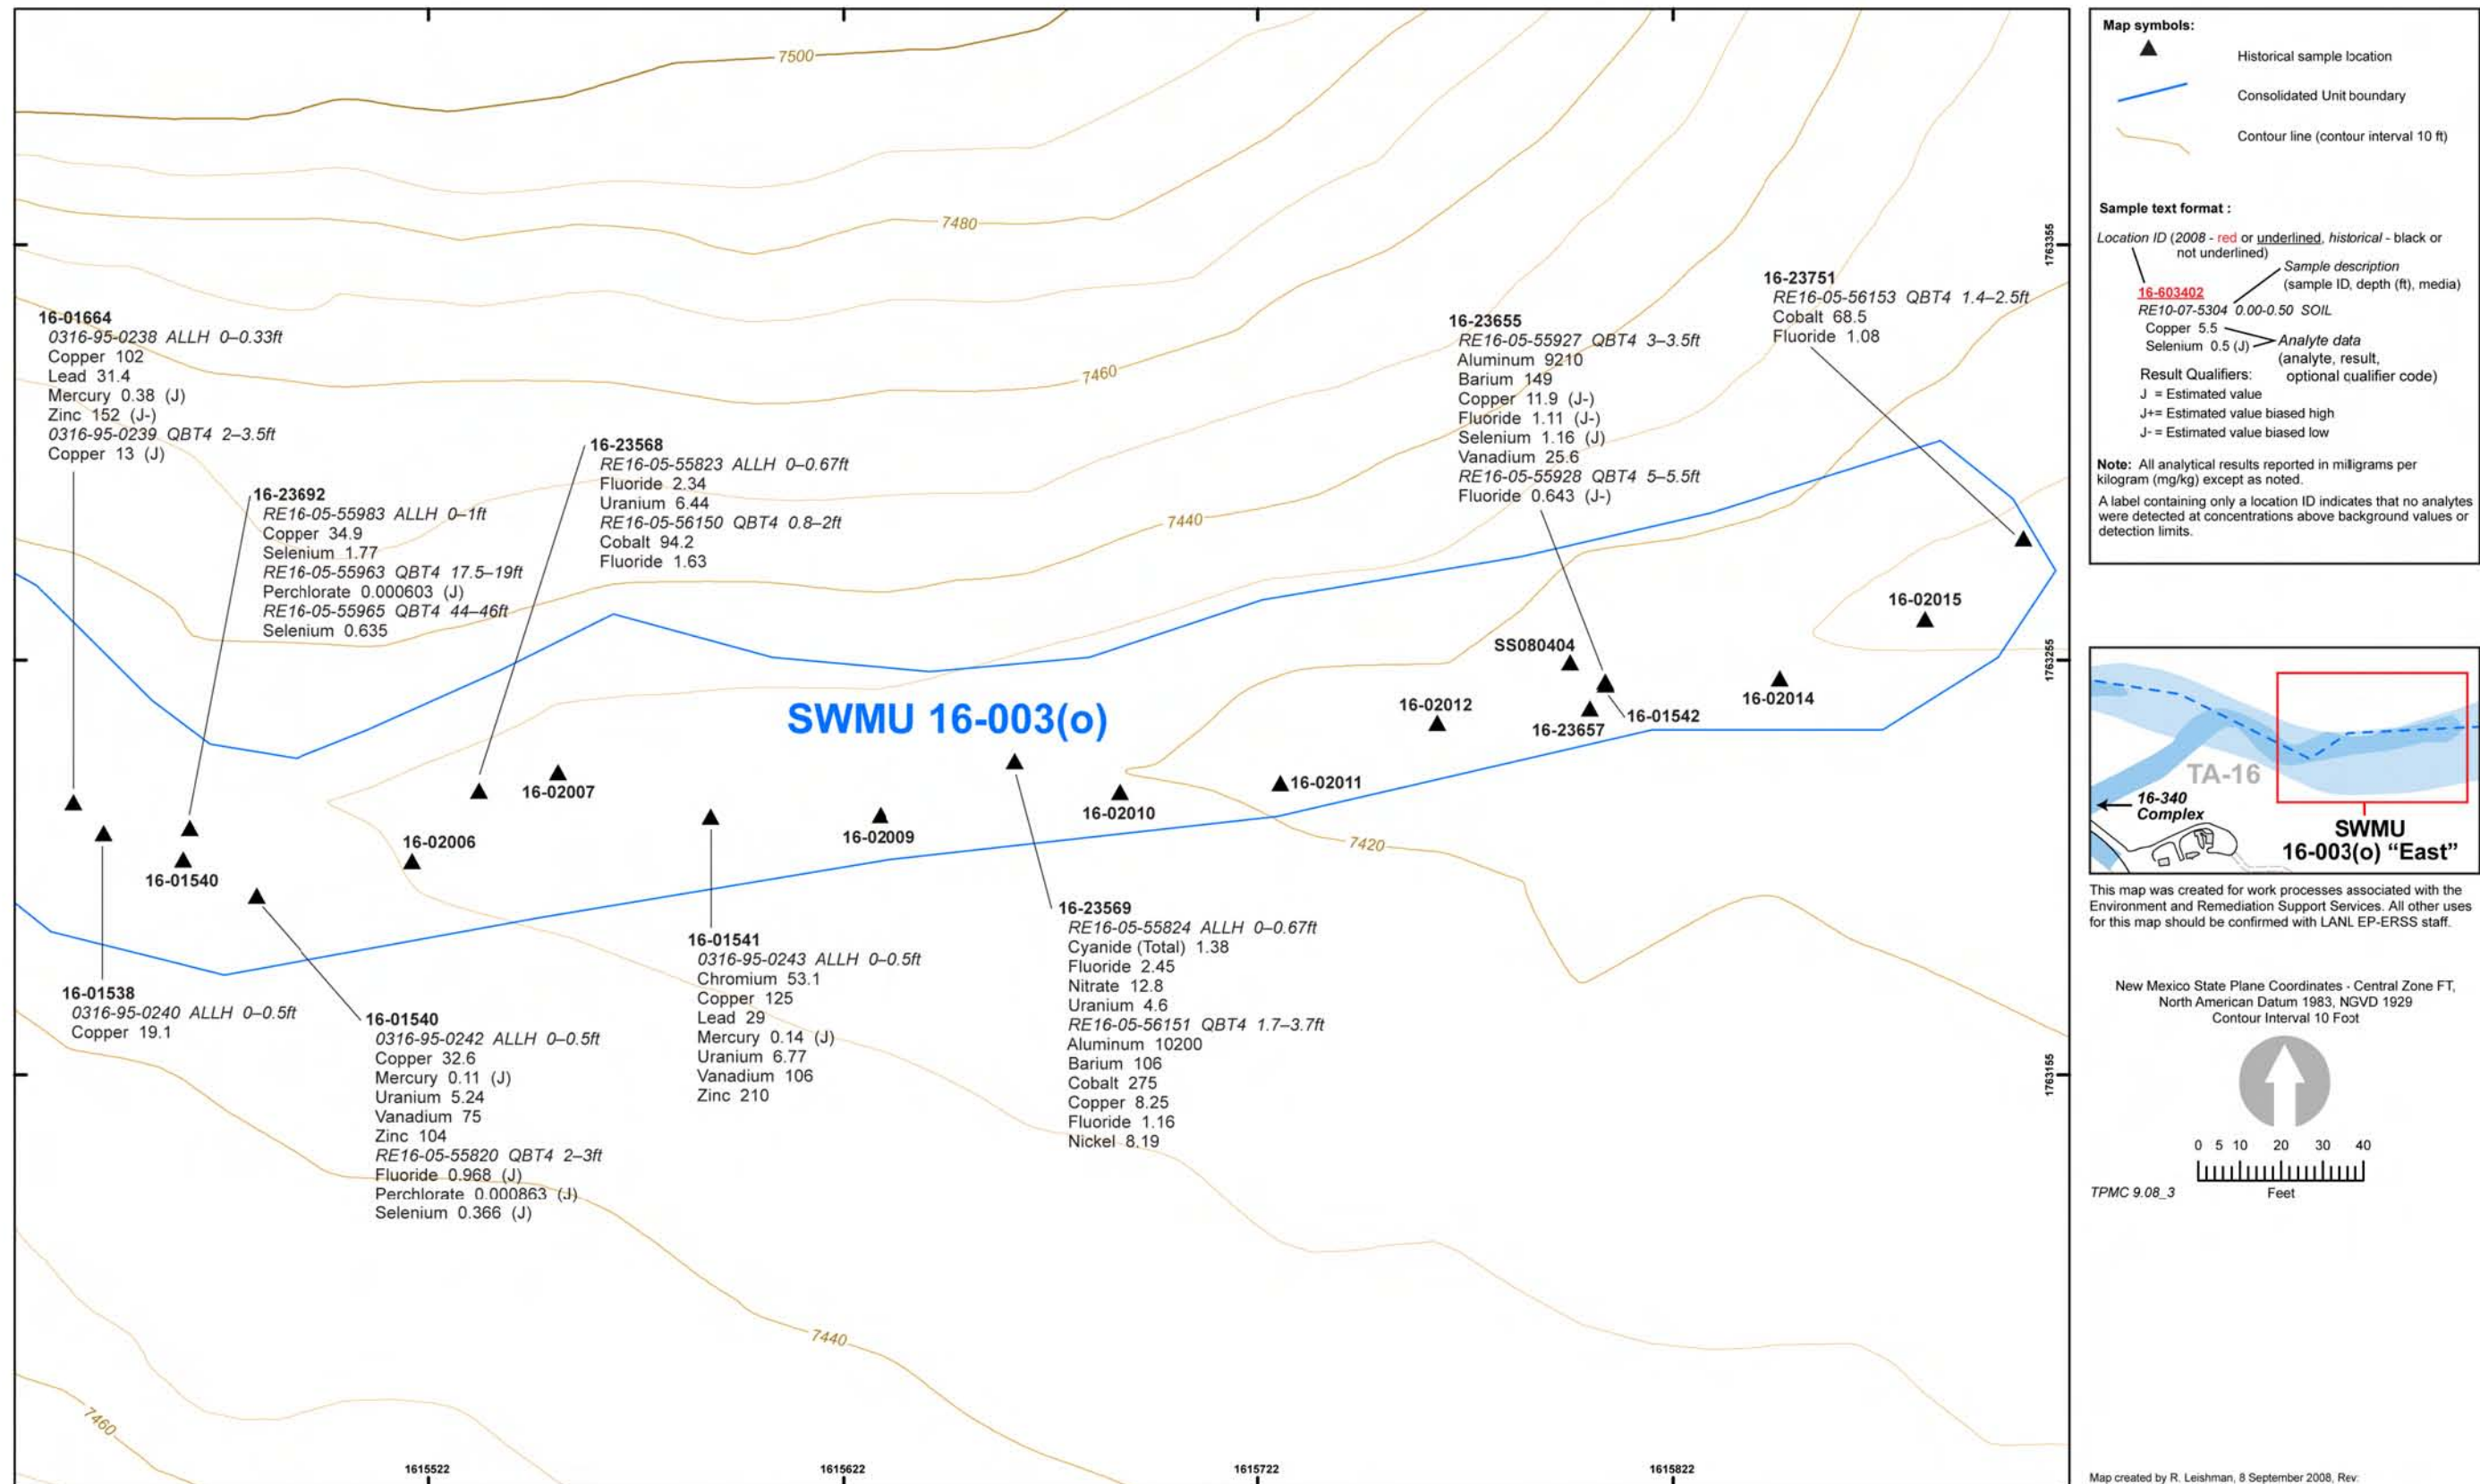 7500
7480
7460
7440
16-01664
0316-95-0238 ALLH 0–0.33ft
Copper 102
Lead 31.4
Mercury 0.38 (J)
Zinc 152 (J-)
0316-95-0239 QBT4 2–3.5ft
Copper 13 (J)
16-23692
RE16-05-55983 ALLH 0–1ft
Copper 34.9
Selenium 1.77
RE16-05-55963 QBT4 17.5–19ft
Perchlorate 0.000603 (J)
RE16-05-55965 QBT4 44–46ft
Selenium 0.635
16-23568
RE16-05-55823 ALLH 0–0.67ft
Fluoride 2.34
Uranium 6.44
RE16-05-56150 QBT4 0.8–2ft
Cobalt 94.2
Fluoride 1.63
16-23655
RE16-05-55927 QBT4 3–3.5ft
Aluminum 9210
Barium 149
Copper 11.9 (J-)
Fluoride 1.11 (J-)
Selenium 1.16 (J)
Vanadium 25.6
RE16-05-55928 QBT4 5–5.5ft
Fluoride 0.643 (J-)
16-23751
RE16-05-56153 QBT4 1.4–2.5ft
Cobalt 68.5
Fluoride 1.08
1763355
1763255
1763155
16-02015
SS080404
16-02014
16-02012
16-01542
16-23657
SWMU 16-003(o)
16-02007
16-02011
16-02010
16-02009
16-02006
16-01540
7420
16-01538
0316-95-0240 ALLH 0–0.5ft
Copper 19.1
16-01540
0316-95-0242 ALLH 0–0.5ft
Copper 32.6
Mercury 0.11 (J)
Uranium 5.24
Vanadium 75
Zinc 104
RE16-05-55820 QBT4 2–3ft
Fluoride 0.968 (J)
Perchlorate 0.000863 (J)
Selenium 0.366 (J)
16-01541
0316-95-0243 ALLH 0–0.5ft
Chromium 53.1
Copper 125
Lead 29
Mercury 0.14 (J)
Uranium 6.77
Vanadium 106
Zinc 210
16-23569
RE16-05-55824 ALLH 0–0.67ft
Cyanide (Total) 1.38
Fluoride 2.45
Nitrate 12.8
Uranium 4.6
RE16-05-56151 QBT4 1.7–3.7ft
Aluminum 10200
Barium 106
Cobalt 275
Copper 8.25
Fluoride 1.16
Nickel 8.19
7440
7460
1615522
1615622
1615722
1615822
Map symbols:
Historical sample location
Consolidated Unit boundary
Contour line (contour interval 10 ft)
Sample text format :
Location ID (2008 - red or underlined, historical - black or
not underlined)
Sample description
(sample ID, depth (ft), media)
16-603402
RE10-07-5304 0.00-0.50 SOIL
Copper 5.5
Selenium 0.5 (J)
Analyte data
(analyte, result,
optional qualifier code)
Result Qualifiers:
J = Estimated value
J+= Estimated value biased high
J- = Estimated value biased low
Note: All analytical results reported in milligrams per
kilogram (mg/kg) except as noted.
A label containing only a location ID indicates that no analytes
were detected at concentrations above background values or
detection limits.
TA-16
16-340
Complex
SWMU
16-003(o) “East”
This map was created for work processes associated with the
Environment and Remediation Support Services. All other uses
for this map should be confirmed with LANL EP-ERSS staff.
New Mexico State Plane Coordinates - Central Zone FT,
North American Datum 1983, NGVD 1929
Contour Interval 10 Foot
0 5 10 20 30 40
Feet
TPMC 9.08_3
Map created by R. Leishman, 8 September 2008, Rev: